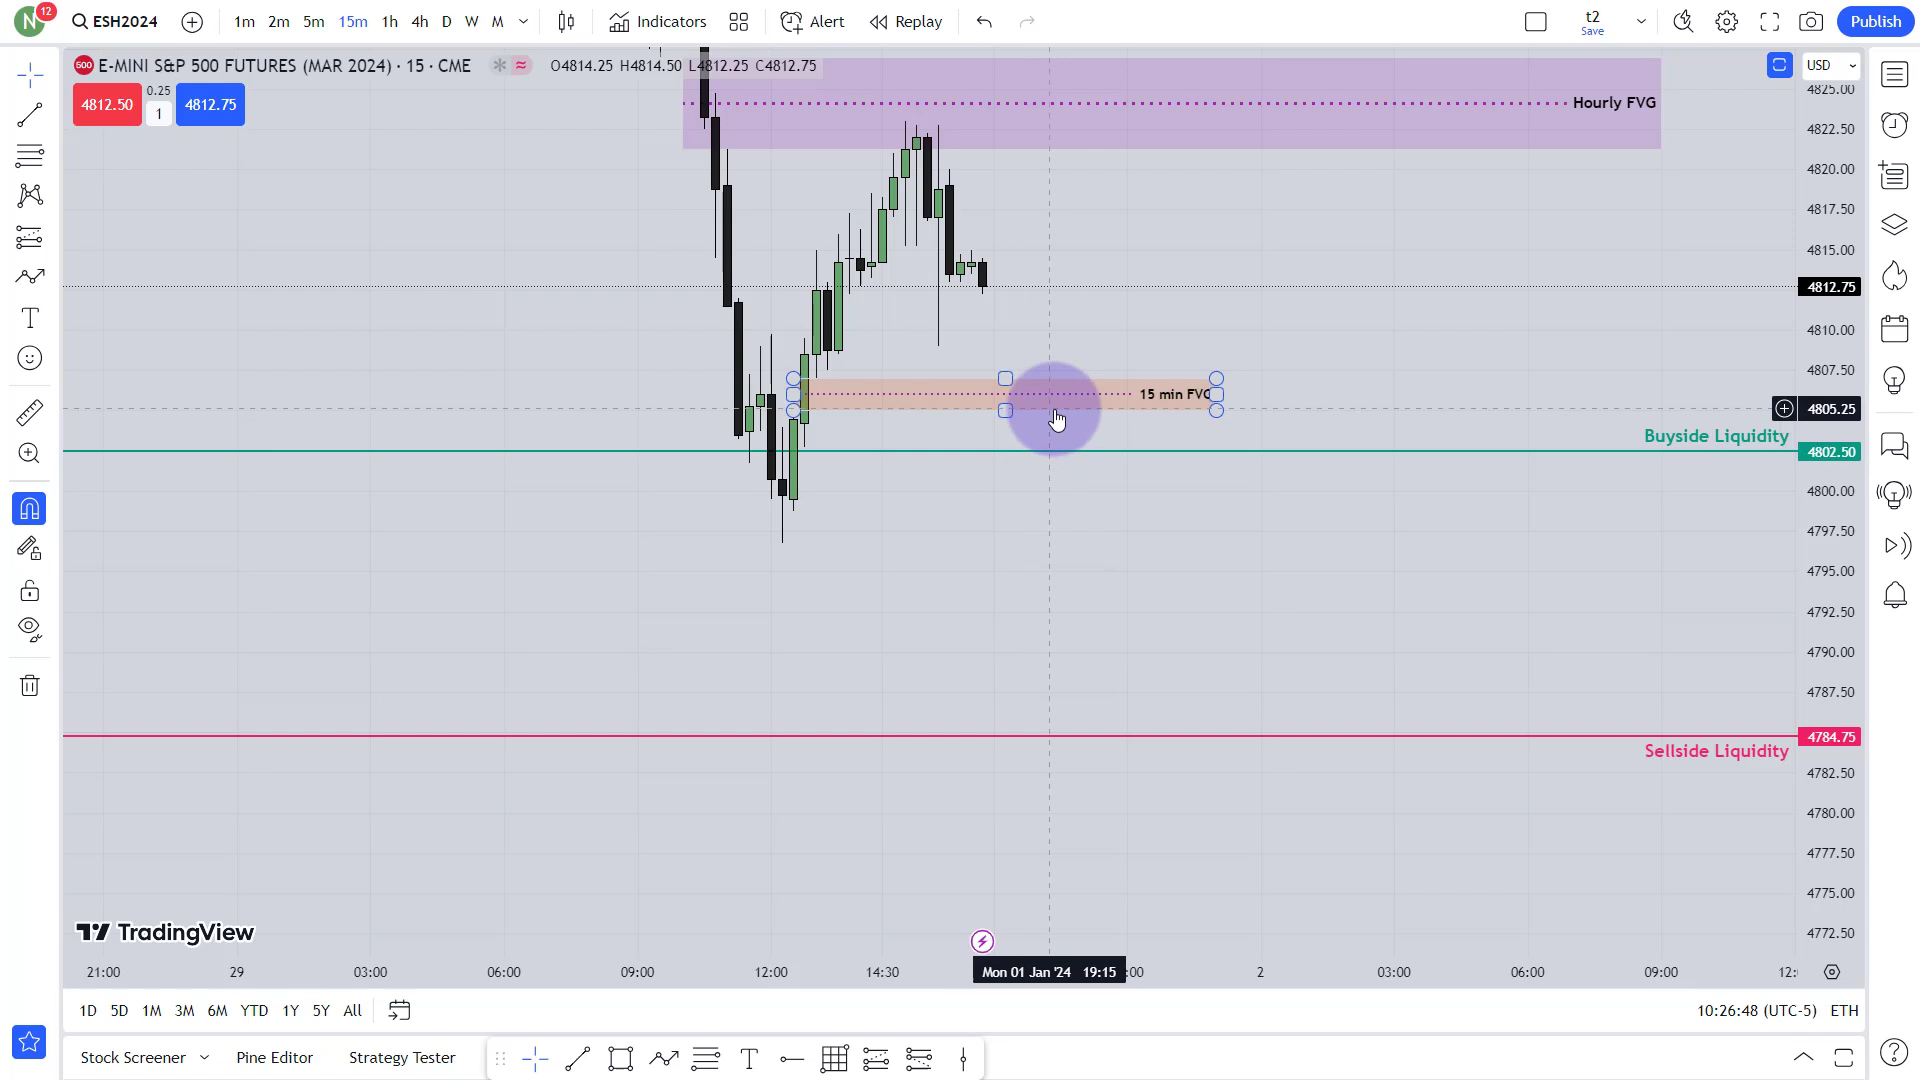 N 12 ESH2024 1m 2m 5m 15m 1h 4h D W M Indicators Alert Replay t2 Save Publish
500 E-MINI S&P 500 FUTURES (MAR 2024) · 15 · CME O4814.25 H4814.50 L4812.25 C4812.75 USD
4812.50 0.25 1 4812.75
4825.00
Hourly FVG
4822.50
4820.00
4817.50
4815.00
4812.75
4810.00
4807.50
15 min FVG
4805.25
Buyside Liquidity
4802.50
4800.00
4797.50
4795.00
4792.50
4790.00
4787.50
4784.75
Sellside Liquidity
4782.50
4780.00
4777.50
4775.00
4772.50
TradingView
21:00 29 03:00 06:00 09:00 12:00 14:30 Mon 01 Jan '24 19:15 :00 2 03:00 06:00 09:00 12:
1D 5D 1M 3M 6M YTD 1Y 5Y All 10:26:48 (UTC-5) ETH
Stock Screener Pine Editor Strategy Tester